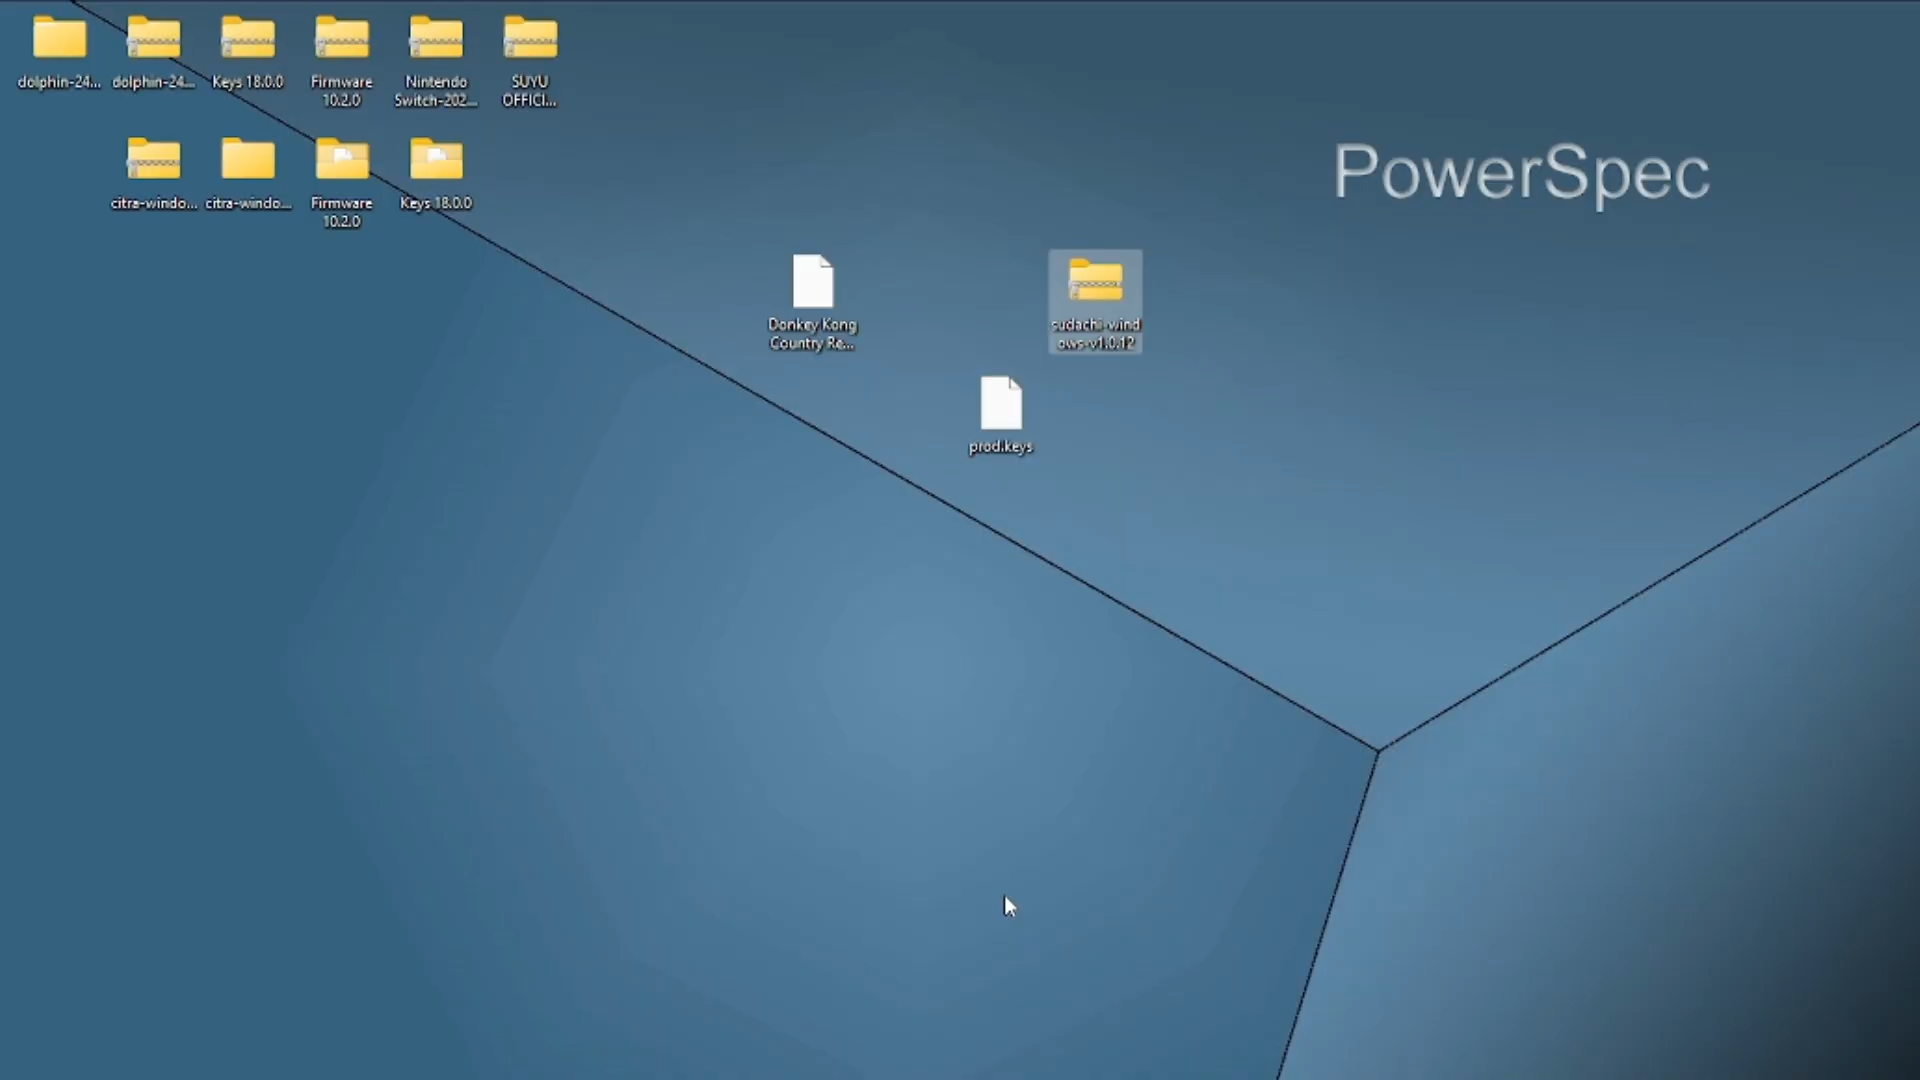 dolphin-24...
dolphin-24...
Keys 18.0.0
Firmware
10.2.0
Nintendo
Switch-202...
SUYU
OFFICI...
citra-windo...
citra-windo...
Firmware
10.2.0
Keys 18.0.0
PowerSpec
Donkey Kong
Country Re...
sudachi-wind
ows-v1.0.12
prod.keys